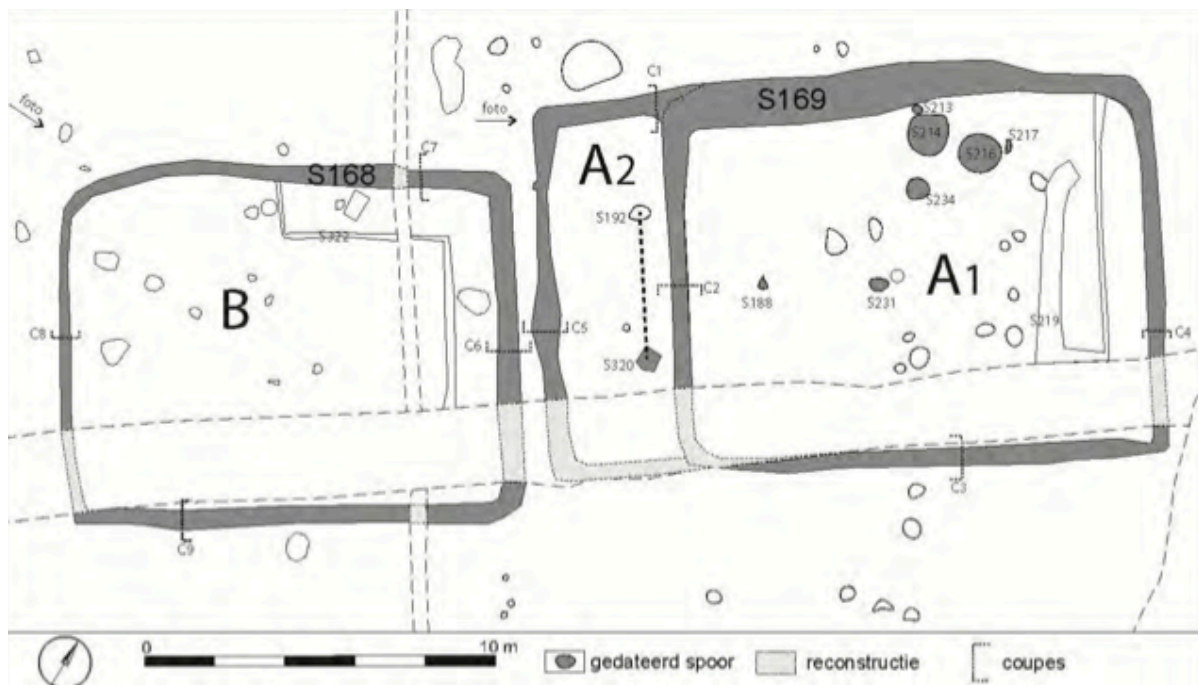 C1
foto
foto
S169
S213
S214
S217
S216
C7
S168
A2
S234
S192
S322
B
C2
A1
S188
S231
C8
C5
C6
S219
C4
S320
C3
C9
0 10 m
gedateerd spoor reconstructie coupes